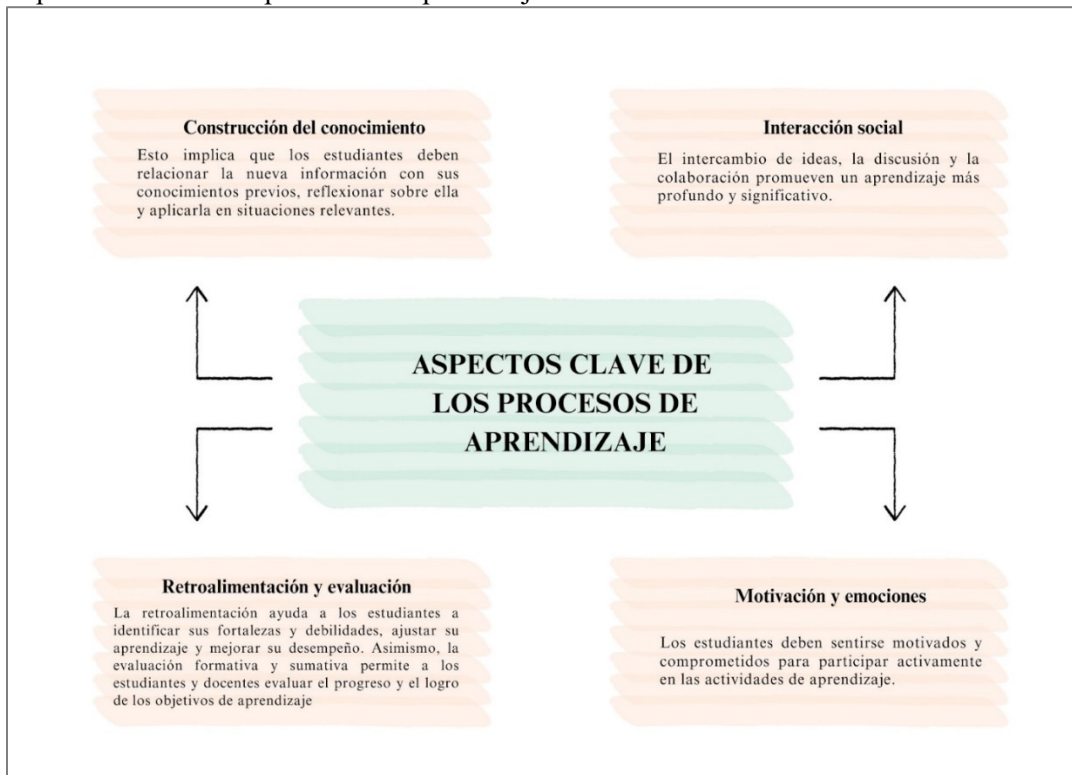 Construcción del conocimiento
Esto implica que los estudiantes deben
relacionar la nueva información con sus
conocimientos previos, reflexionar sobre ella
y aplicarla en situaciones relevantes.
Interacción social
El intercambio de ideas, la discusión y la
colaboración promueven un aprendizaje más
profundo y significativo.
ASPECTOS CLAVE DE
LOS PROCESOS DE
APRENDIZAJE
Retroalimentación y evaluación
La retroalimentación ayuda a los estudiantes a
identificar sus fortalezas y debilidades, ajustar su
aprendizaje y mejorar su desempeño. Asimismo, la
evaluación formativa y sumativa permite a los
estudiantes y docentes evaluar el progreso y el logro
de los objetivos de aprendizaje
Motivación y emociones
Los estudiantes deben sentirse motivados y
comprometidos para participar activamente
en las actividades de aprendizaje.